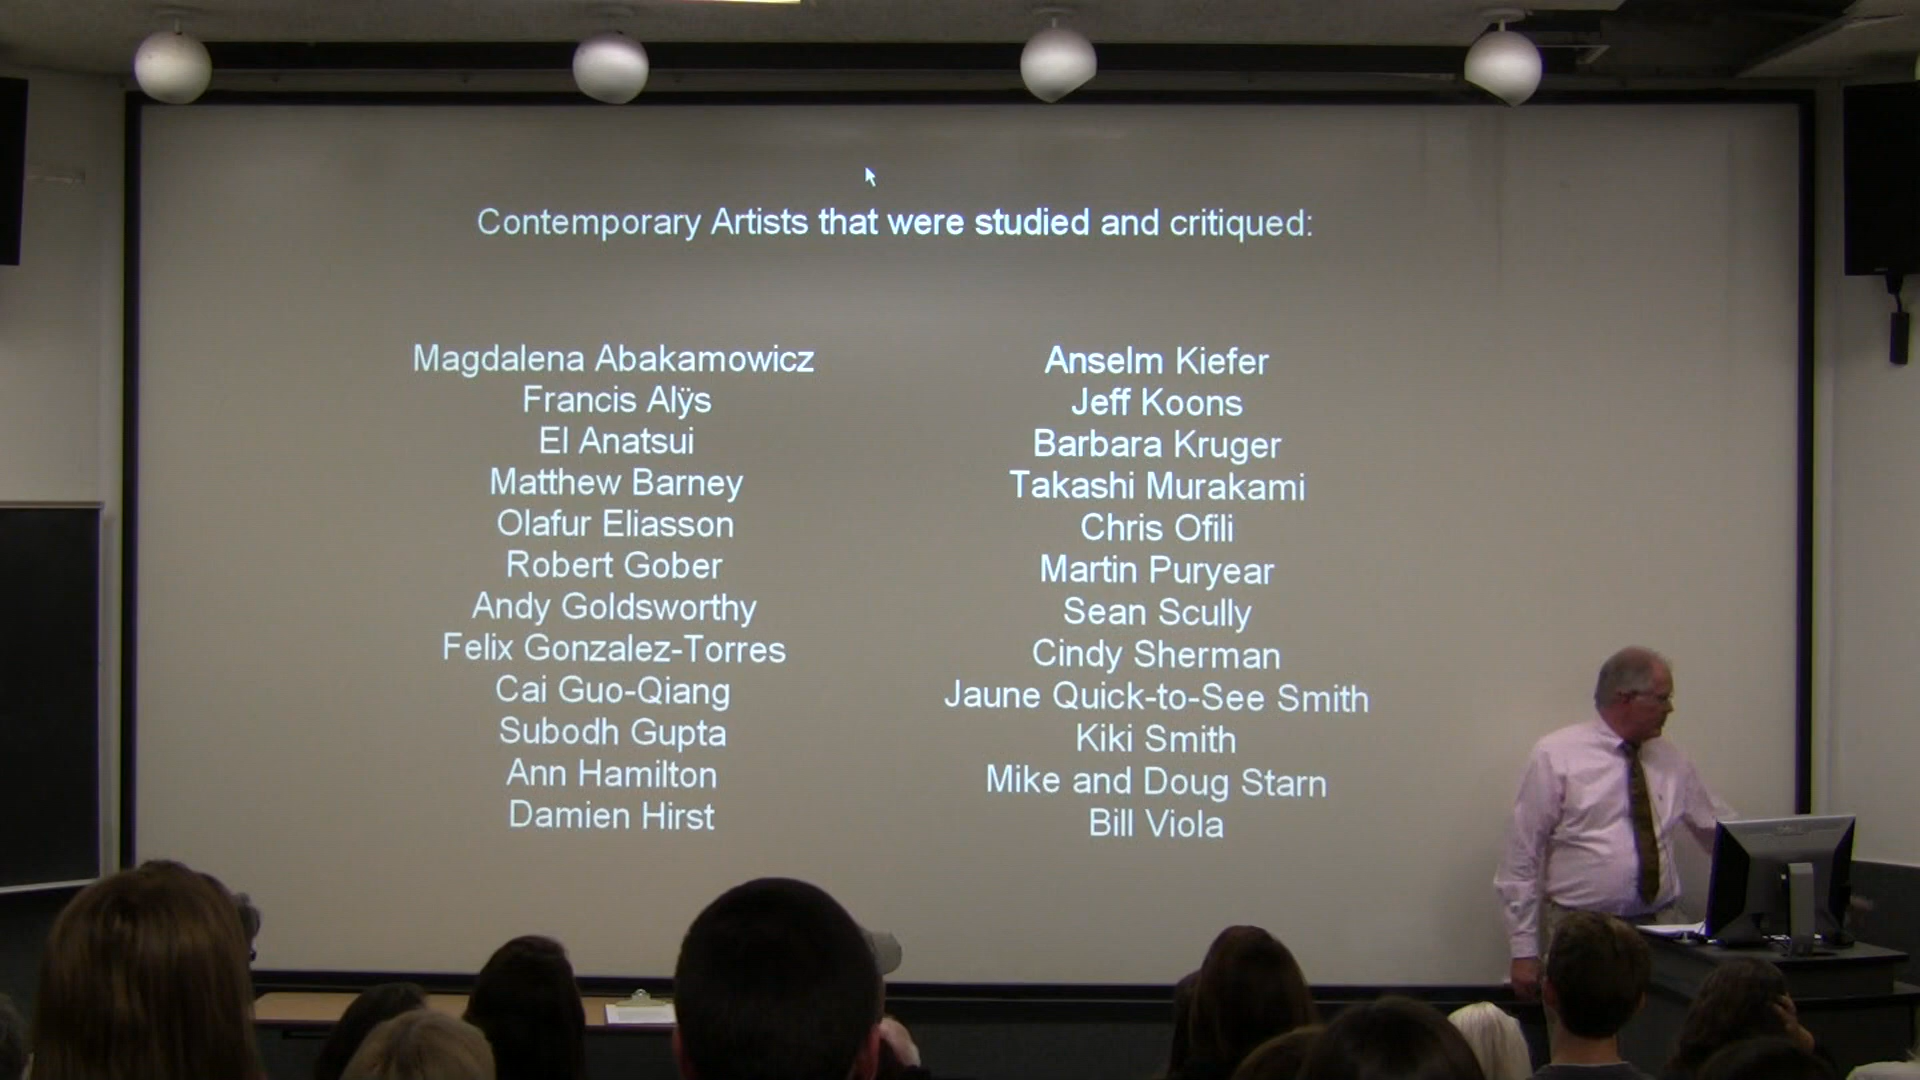 Contemporary Artists that were studied and critiqued:
Magdalena Abakamowicz
Francis Alÿs
El Anatsui
Matthew Barney
Olafur Eliasson
Robert Gober
Andy Goldsworthy
Felix Gonzalez-Torres
Cai Guo-Qiang
Subodh Gupta
Ann Hamilton
Damien Hirst
Anselm Kiefer
Jeff Koons
Barbara Kruger
Takashi Murakami
Chris Ofili
Martin Puryear
Sean Scully
Cindy Sherman
Jaune Quick-to-See Smith
Kiki Smith
Mike and Doug Starn
Bill Viola
DELL